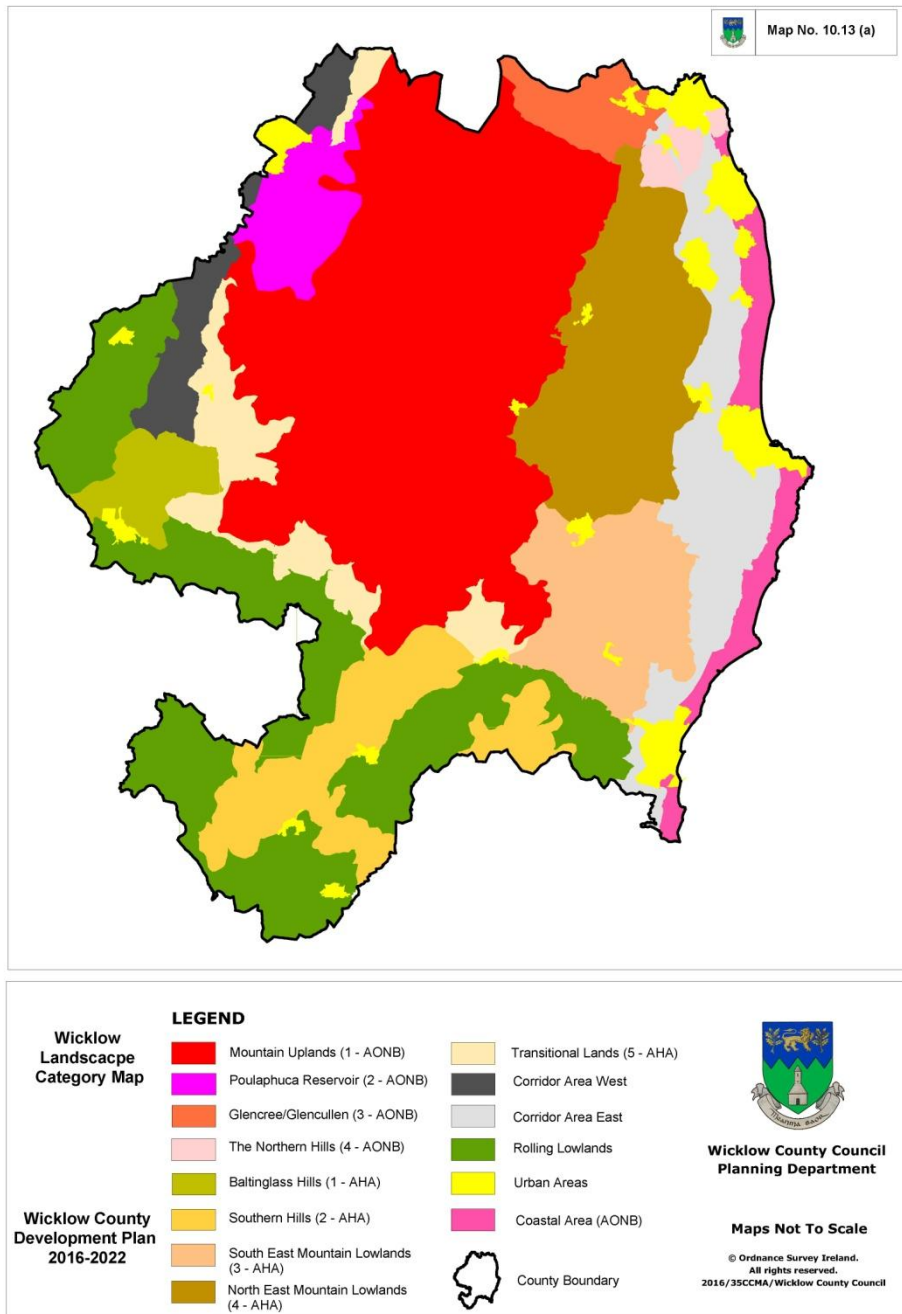 Map No. 10.13 (a)
Wicklow
Landscacpe
Category Map
Wicklow County
Development Plan
2016-2022
LEGEND
Mountain Uplands (1 - AONB)
Poulaphuca Reservoir (2 - AONB)
Glencree/Glencullen (3 - AONB)
The Northern Hills (4 - AONB)
Baltinglass Hills (1 - AHA)
Southern Hills (2 - AHA)
South East Mountain Lowlands
(3 - AHA)
North East Mountain Lowlands
(4 - AHA)
Transitional Lands (5 - AHA)
Corridor Area West
Corridor Area East
Rolling Lowlands
Urban Areas
Coastal Area (AONB)
County Boundary
Wicklow County Council
Planning Department
Maps Not To Scale
© Ordnance Survey Ireland.
All rights reserved.
2016/35CCMA/Wicklow County Council